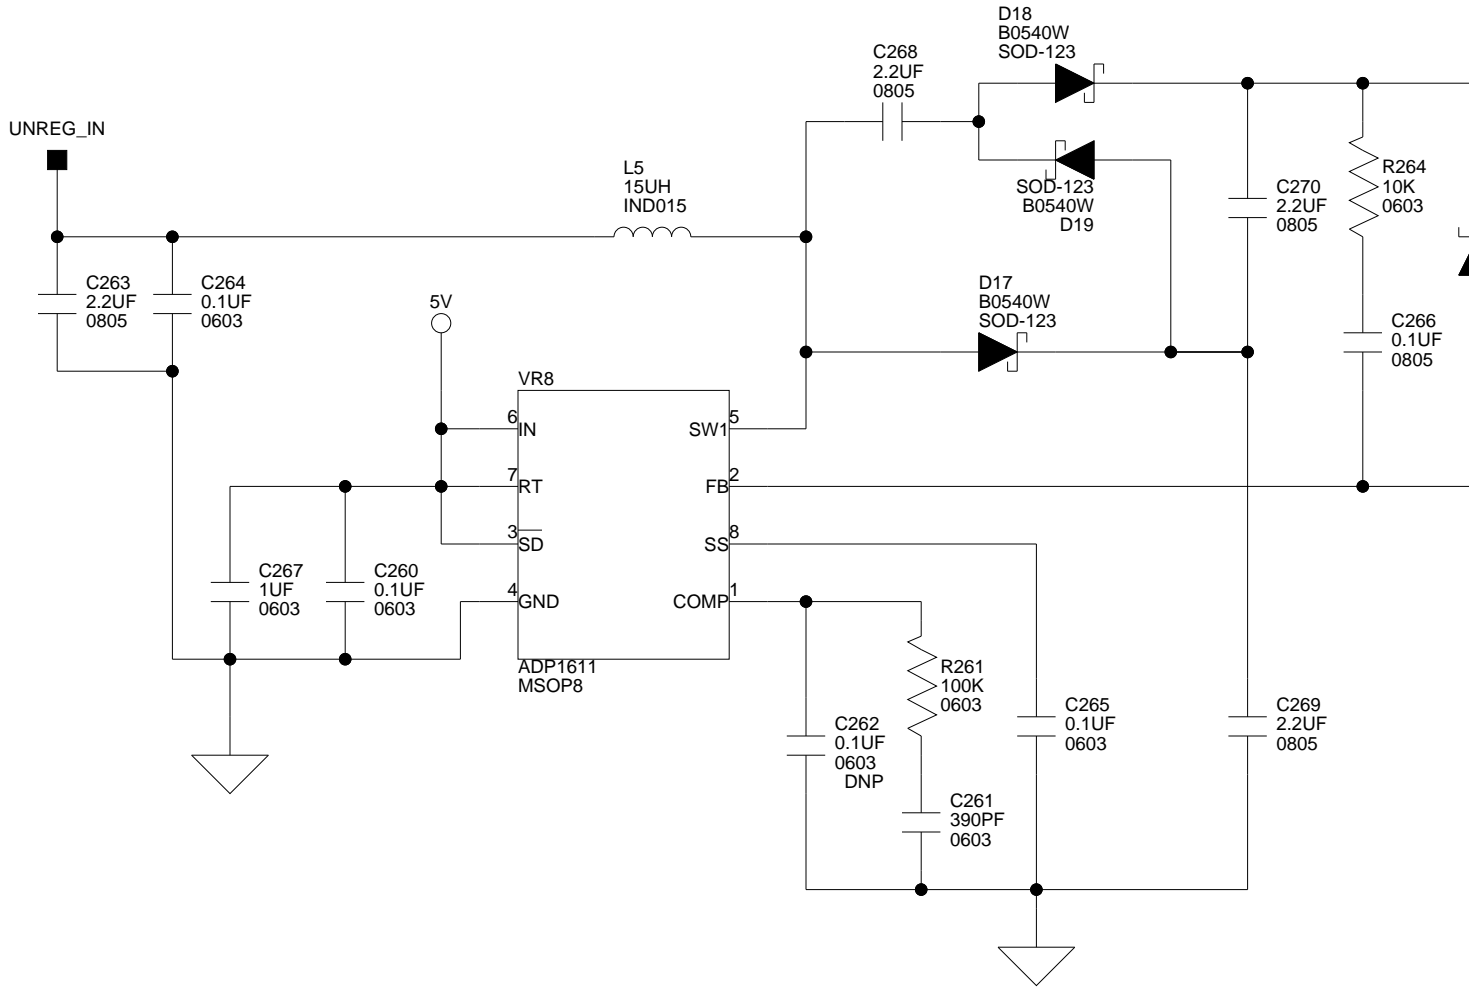 D18
B0540W
SOD-123
C268
2.2UF
0805
UNREG_IN
L5
15UH
IND015
SOD-123
B0540W
D19
C270
2.2UF
0805
R264
10K
0603
C263
2.2UF
0805
C264
0.1UF
0603
5V
D17
B0540W
SOD-123
C266
0.1UF
0805
VR8
6
IN
5
SW1
7
RT
2
FB
3
SD
8
SS
4
GND
1
COMP
ADP1611
MSOP8
C267
1UF
0603
C260
0.1UF
0603
R261
100K
0603
C262
0.1UF
0603
DNP
C265
0.1UF
0603
C269
2.2UF
0805
C261
390PF
0603